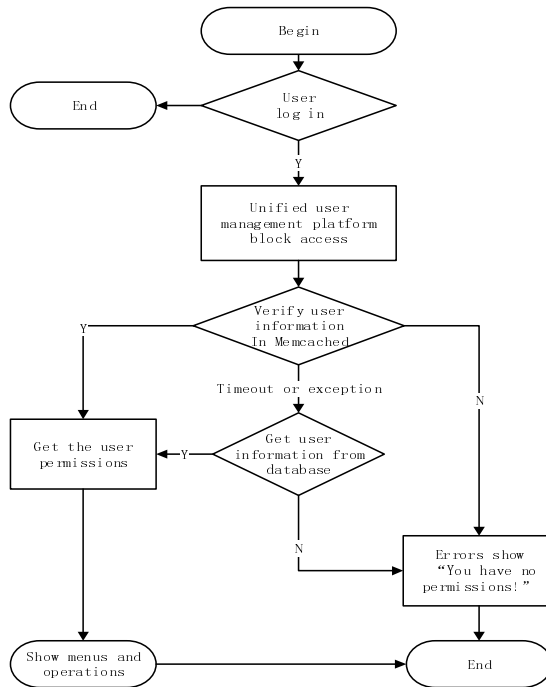 Begin
User
log in
End
Y
Unified user
management platform
block access
Verify user
information
In Memcached
Y
Timeout or exception
N
Get the user
permissions
Y
Get user
information from
database
N
Errors show
“You have no
permissions!”
Show menus and
operations
End